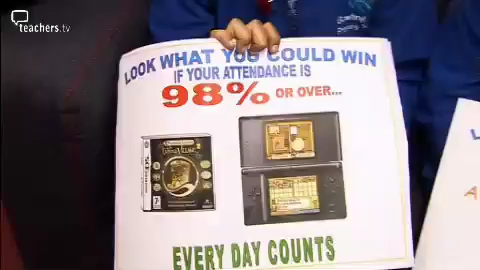 teachers.tv
LOOK WHAT YOU COULD WIN
IF YOUR ATTENDANCE IS
98% OR OVER...
EVERY DAY COUNTS